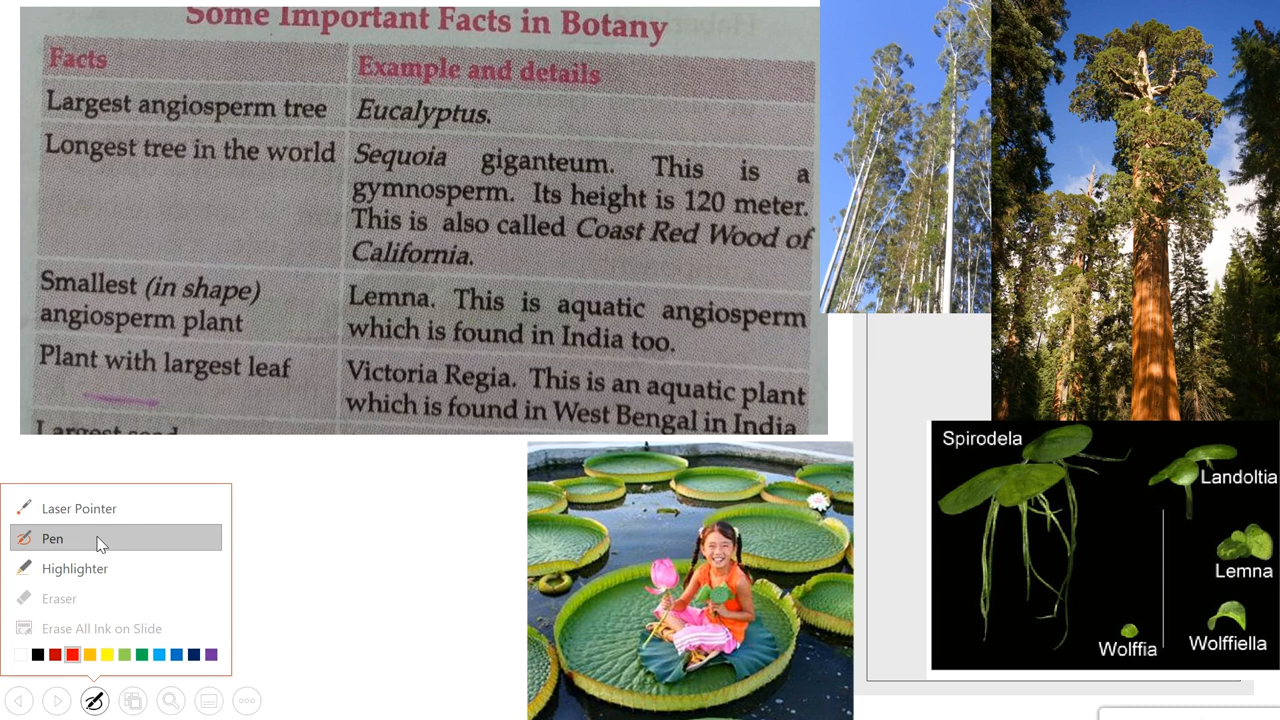 Some Important Facts in Botany
Facts
Example and details
Largest angiosperm tree
Eucalyptus.
Longest tree in the world
Sequoia giganteum. This is a
gymnosperm. Its height is 120 meter.
This is also called Coast Red Wood of
California.
Smallest (in shape)
angiosperm plant
Lemna. This is aquatic angiosperm
which is found in India too.
Plant with largest leaf
Victoria Regia. This is an aquatic plant
which is found in West Bengal in India
Largest seed
Spirodela
Landoltia
Lemna
Wolffia
Wolffiella
Laser Pointer
Pen
Highlighter
Eraser
Erase All Ink on Slide